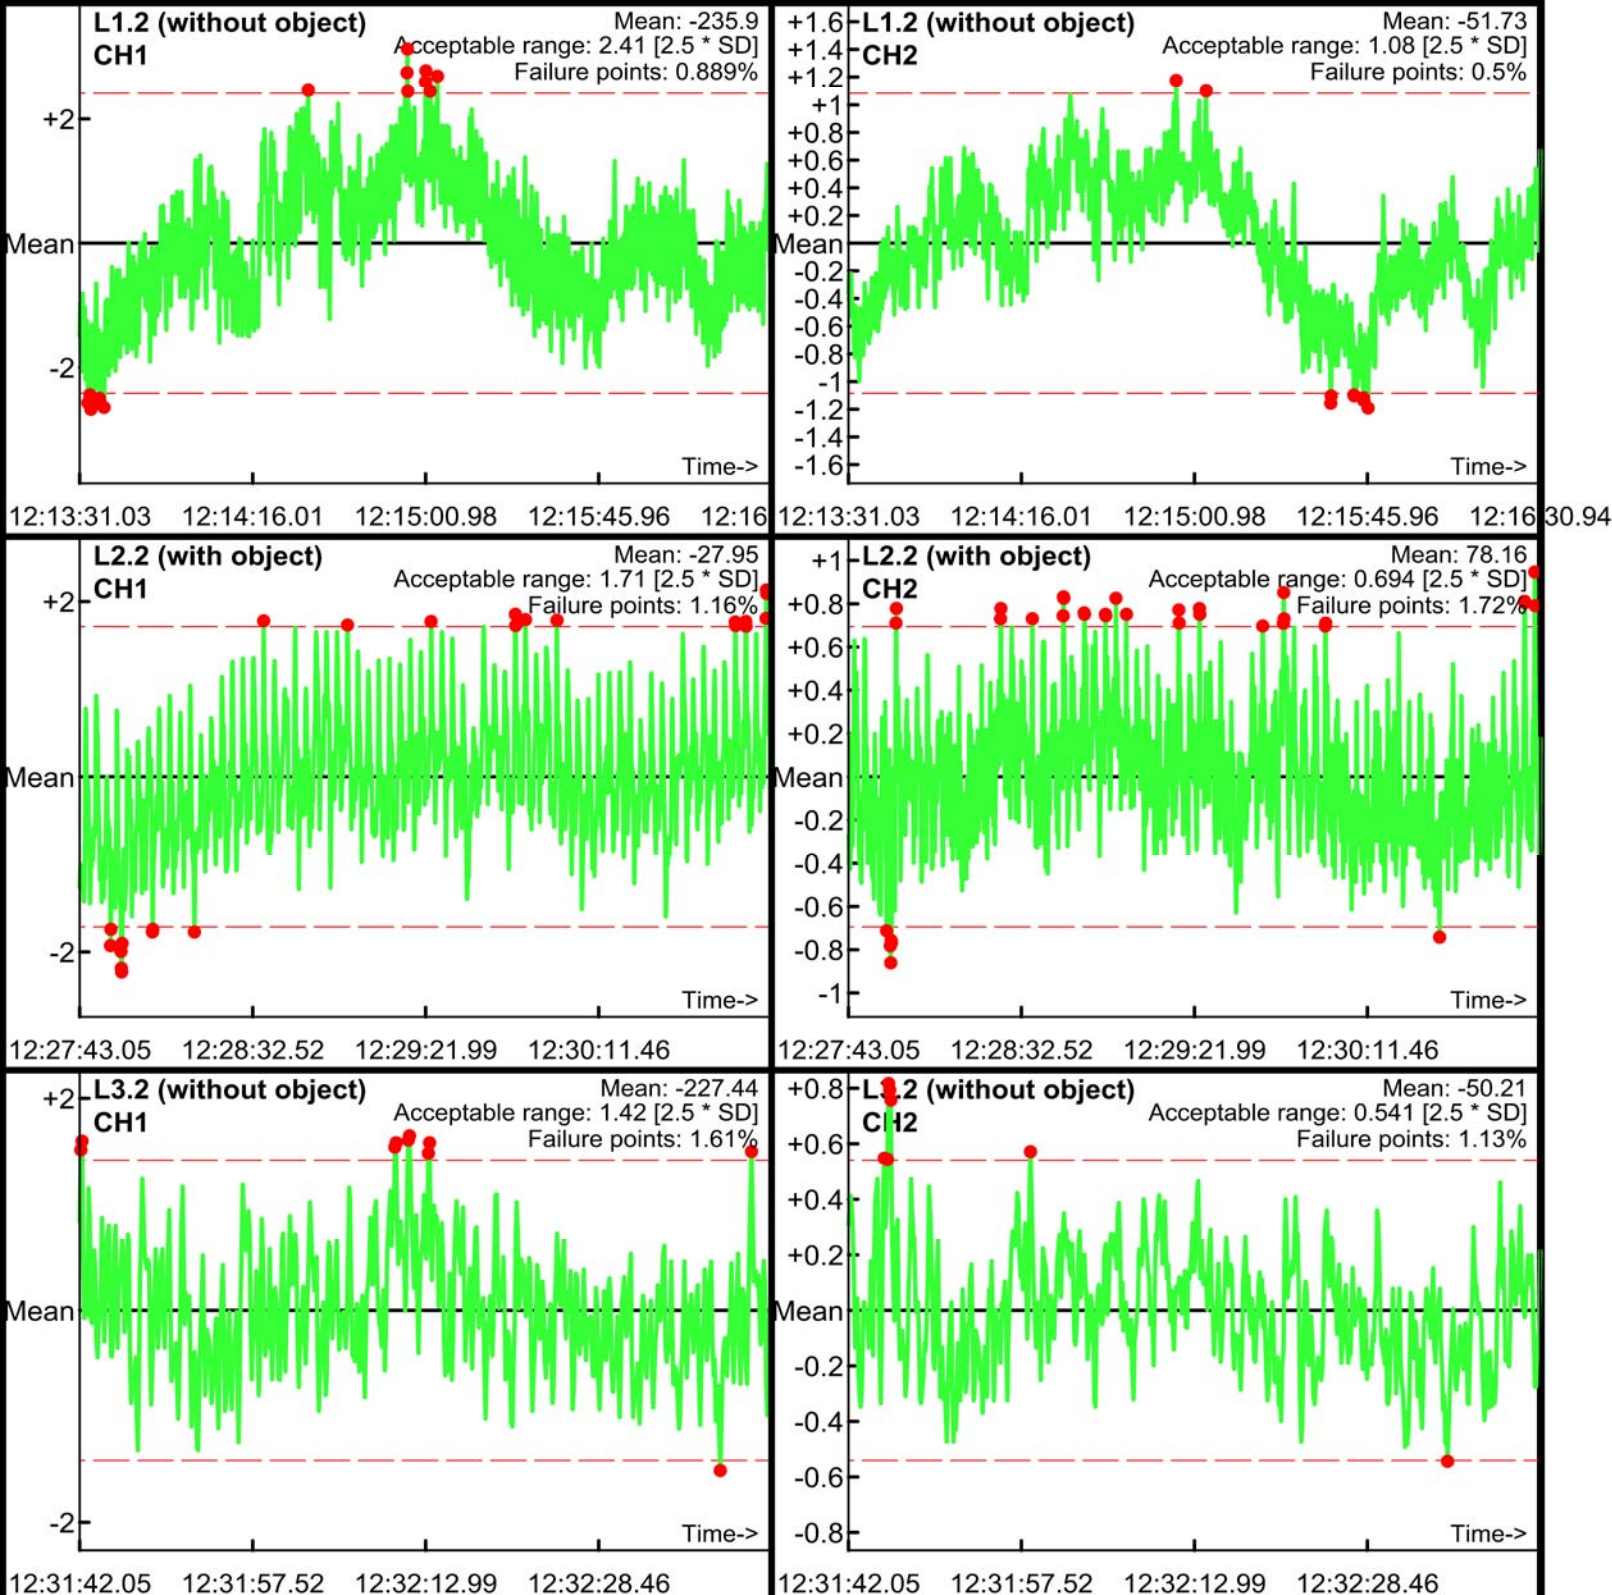 L1.2 (without object)
CH1
Mean: -235.9
Acceptable range: 2.41 [2.5 * SD]
Failure points: 0.889%
+2
Mean
-2
Time->
12:13:31.03 12:14:16.01 12:15:00.98 12:15:45.96 12:16
L1.2 (without object)
CH2
Mean: -51.73
Acceptable range: 1.08 [2.5 * SD]
Failure points: 0.5%
+1.6
+1.4
+1.2
+1
+0.8
+0.6
+0.4
+0.2
Mean
-0.2
-0.4
-0.6
-0.8
-1
-1.2
-1.4
-1.6
Time->
12:13:31.03 12:14:16.01 12:15:00.98 12:15:45.96 12:16:30.94
L2.2 (with object)
CH1
Mean: -27.95
Acceptable range: 1.71 [2.5 * SD]
Failure points: 1.16%
+2
Mean
-2
Time->
12:27:43.05 12:28:32.52 12:29:21.99 12:30:11.46
L2.2 (with object)
CH2
Mean: 78.16
Acceptable range: 0.694 [2.5 * SD]
Failure points: 1.72%
+1
+0.8
+0.6
+0.4
+0.2
Mean
-0.2
-0.4
-0.6
-0.8
-1
Time->
12:27:43.05 12:28:32.52 12:29:21.99 12:30:11.46
L3.2 (without object)
CH1
Mean: -227.44
Acceptable range: 1.42 [2.5 * SD]
Failure points: 1.61%
+2
Mean
-2
Time->
12:31:42.05 12:31:57.52 12:32:12.99 12:32:28.46
L3.2 (without object)
CH2
Mean: -50.21
Acceptable range: 0.541 [2.5 * SD]
Failure points: 1.13%
+0.8
+0.6
+0.4
+0.2
Mean
-0.2
-0.4
-0.6
-0.8
Time->
12:31:42.05 12:31:57.52 12:32:12.99 12:32:28.46